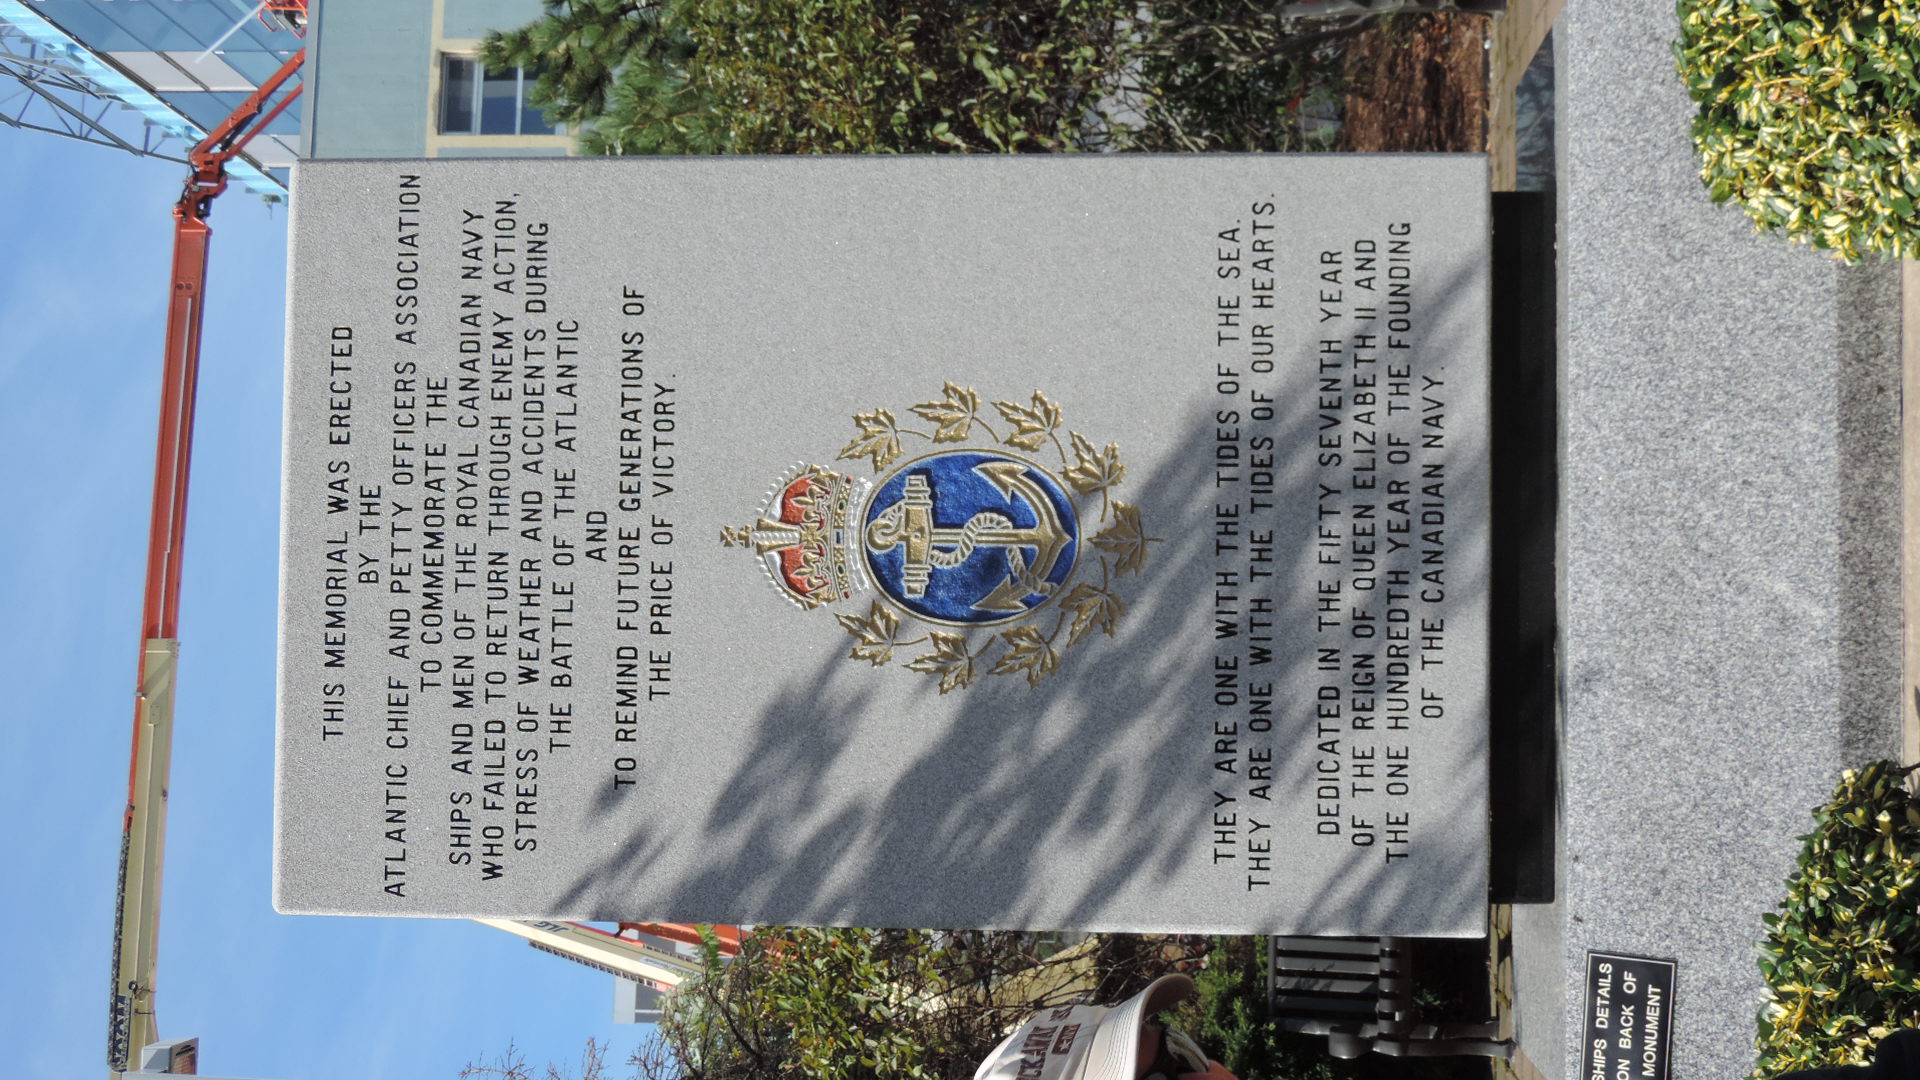 THIS MEMORIAL WAS ERECTED
BY THE
ATLANTIC CHIEF AND PETTY OFFICERS ASSOCIATION
TO COMMEMORATE THE
SHIPS AND MEN OF THE ROYAL CANADIAN NAVY
WHO FAILED TO RETURN THROUGH ENEMY ACTION,
STRESS OF WEATHER AND ACCIDENTS DURING
THE BATTLE OF THE ATLANTIC
AND
TO REMIND FUTURE GENERATIONS OF
THE PRICE OF VICTORY.
THEY ARE ONE WITH THE TIDES OF THE SEA.
THEY ARE ONE WITH THE TIDES OF OUR HEARTS.
DEDICATED IN THE FIFTY SEVENTH YEAR
OF THE REIGN OF QUEEN ELIZABETH II AND
THE ONE HUNDREDTH YEAR OF THE FOUNDING
OF THE CANADIAN NAVY.
SHIPS DETAILS
ON BACK OF
MONUMENT
JLG